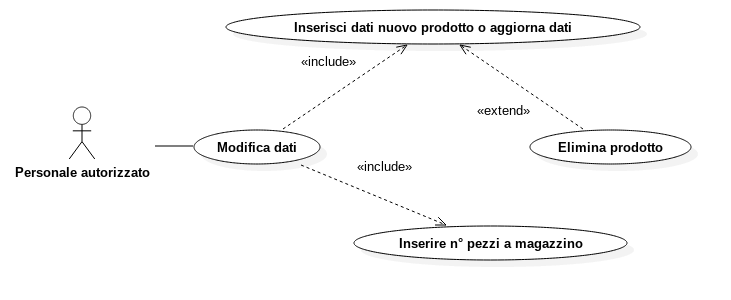 Inserisci dati nuovo prodotto o aggiorna dati
«include»
«extend»
Modifica dati
Elimina prodotto
Personale autorizzato
«include»
Inserire n° pezzi a magazzino